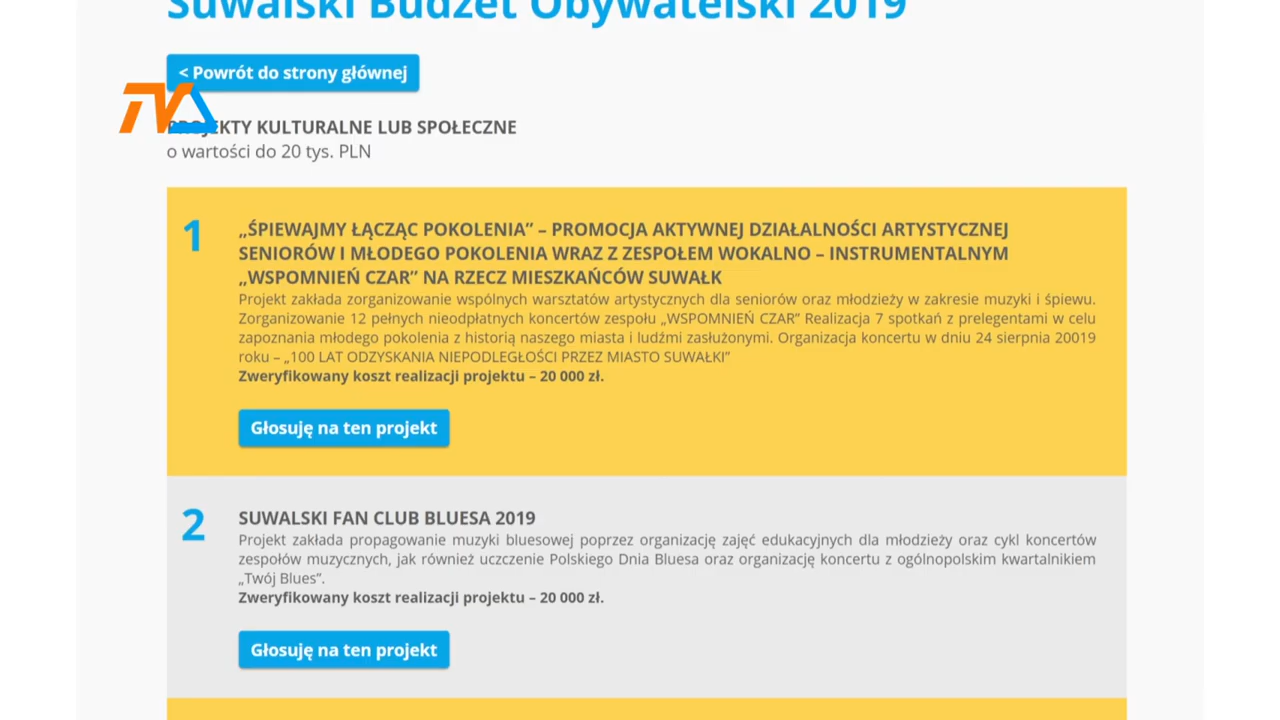 Suwalski Budżet Obywatelski 2019
< Powrót do strony głównej
TVS
PROJEKTY KULTURALNE LUB SPOŁECZNE
o wartości do 20 tys. PLN
1
„ŚPIEWAJMY ŁĄCZĄC POKOLENIA” – PROMOCJA AKTYWNEJ DZIAŁALNOŚCI ARTYSTYCZNEJ
SENIORÓW I MŁODEGO POKOLENIA WRAZ Z ZESPOŁEM WOKALNO – INSTRUMENTALNYM
„WSPOMNIEŃ CZAR” NA RZECZ MIESZKAŃCÓW SUWAŁK
Projekt zakłada zorganizowanie wspólnych warsztatów artystycznych dla seniorów oraz młodzieży w zakresie muzyki i śpiewu.
Zorganizowanie 12 pełnych nieodpłatnych koncertów zespołu „WSPOMNIEŃ CZAR” Realizacja 7 spotkań z prelegentami w celu
zapoznania młodego pokolenia z historią naszego miasta i ludźmi zasłużonymi. Organizacja koncertu w dniu 24 sierpnia 20019
roku – „100 LAT ODZYSKANIA NIEPODLEGŁOŚCI PRZEZ MIASTO SUWAŁKI”
Zweryfikowany koszt realizacji projektu – 20 000 zł.
Głosuję na ten projekt
2
SUWALSKI FAN CLUB BLUESA 2019
Projekt zakłada propagowanie muzyki bluesowej poprzez organizację zajęć edukacyjnych dla młodzieży oraz cykl koncertów
zespołów muzycznych, jak również uczczenie Polskiego Dnia Bluesa oraz organizację koncertu z ogólnopolskim kwartalnikiem
„Twój Blues”.
Zweryfikowany koszt realizacji projektu – 20 000 zł.
Głosuję na ten projekt